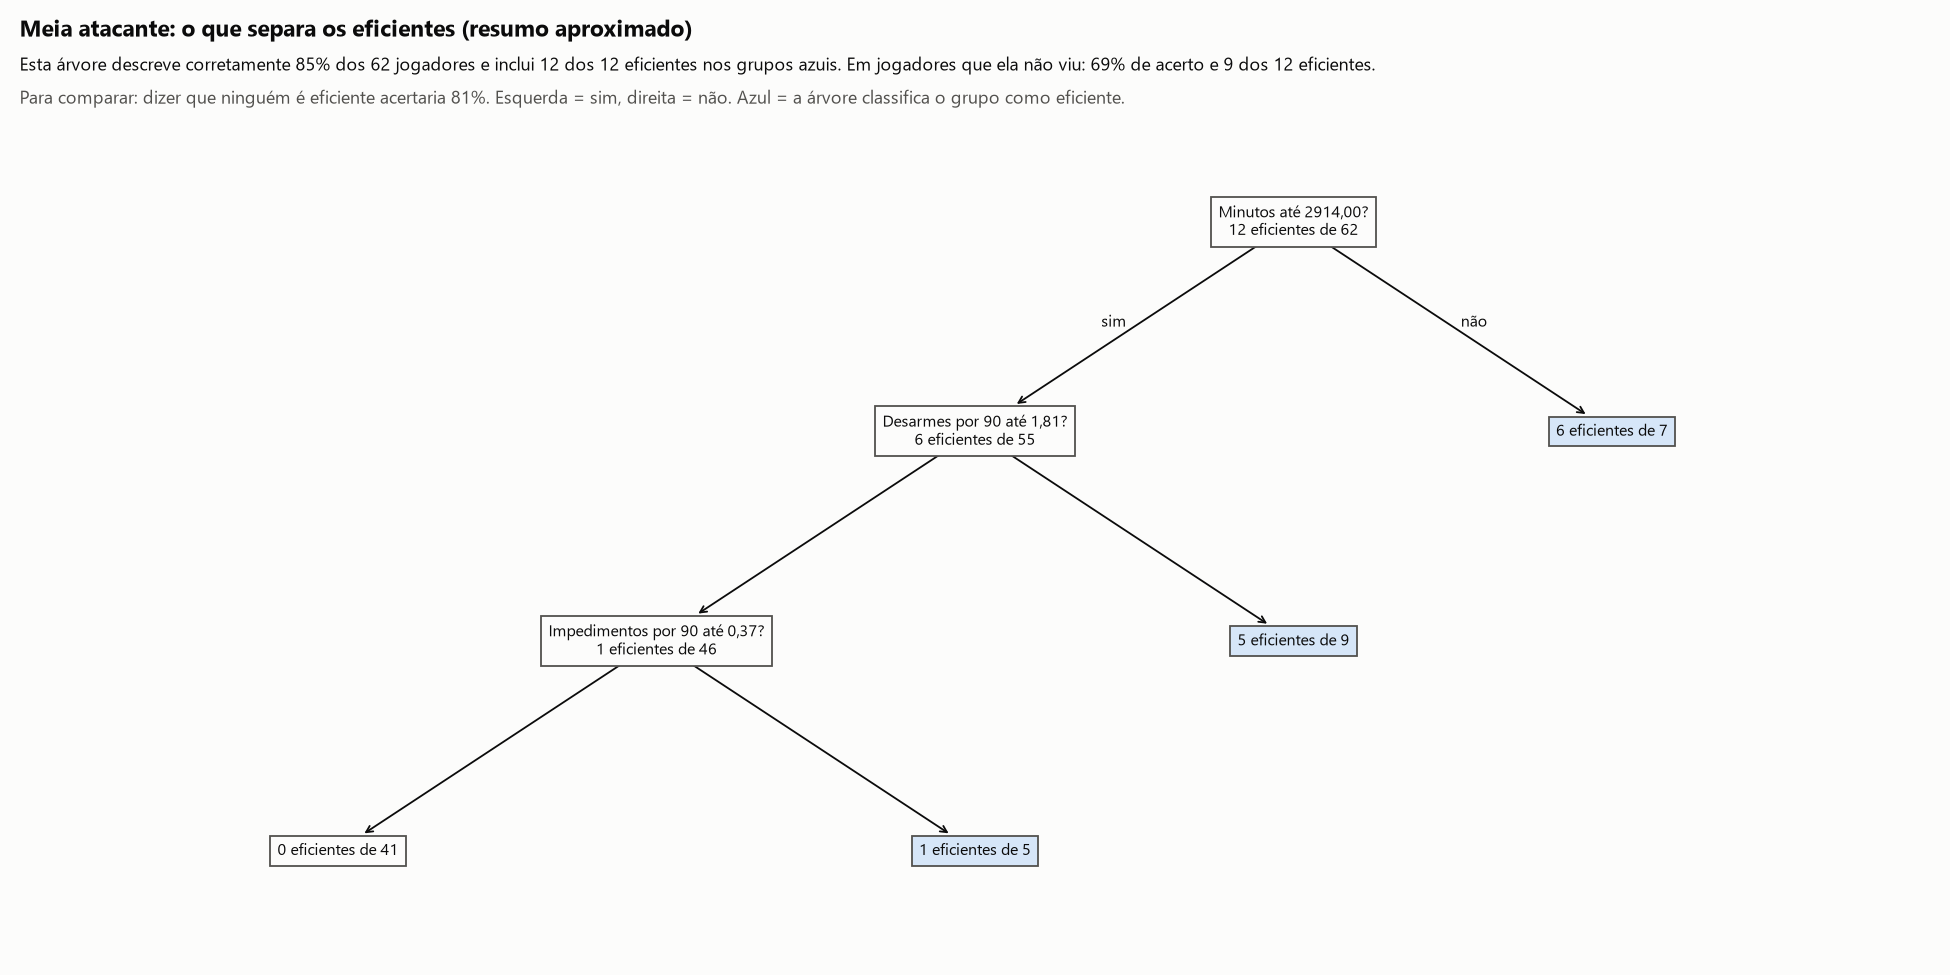 Meia atacante: o que separa os eficientes (resumo aproximado)
Esta árvore descreve corretamente 85% dos 62 jogadores e inclui 12 dos 12 eficientes nos grupos azuis. Em jogadores que ela não viu: 69% de acerto e 9 dos 12 eficientes.
Para comparar: dizer que ninguém é eficiente acertaria 81%. Esquerda = sim, direita = não. Azul = a árvore classifica o grupo como eficiente.
Minutos até 2914,00?
12 eficientes de 62
sim
não
Desarmes por 90 até 1,81?
6 eficientes de 55
6 eficientes de 7
Impedimentos por 90 até 0,37?
1 eficientes de 46
5 eficientes de 9
0 eficientes de 41
1 eficientes de 5